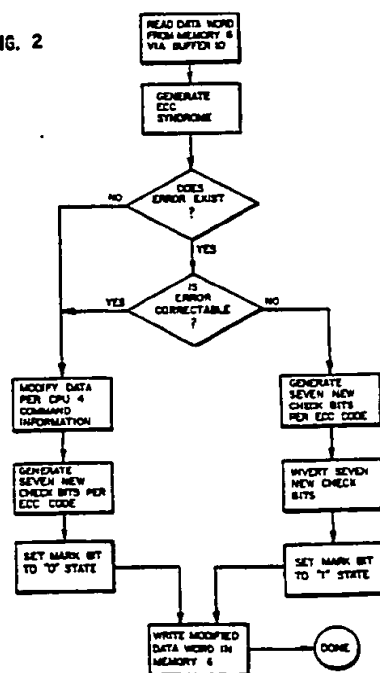 FIG. 2
READ DATA WORD
FROM MEMORY 6
VIA BUFFER 10
GENERATE
ECC
SYNDROME
DOES
ERROR EXIST
?
NO
YES
IS
ERROR
CORRECTABLE
?
YES
NO
MODIFY DATA
PER CPU 4
COMMAND
INFORMATION
GENERATE
SEVEN NEW
CHECK BITS
PER ECC CODE
GENERATE
SEVEN NEW
CHECK BITS PER
ECC CODE
INVERT SEVEN
NEW CHECK
BITS
SET MARK BIT
TO "0" STATE
SET MARK BIT
TO "1" STATE
WRITE MODIFIED
DATA WORD IN
MEMORY 6
DONE